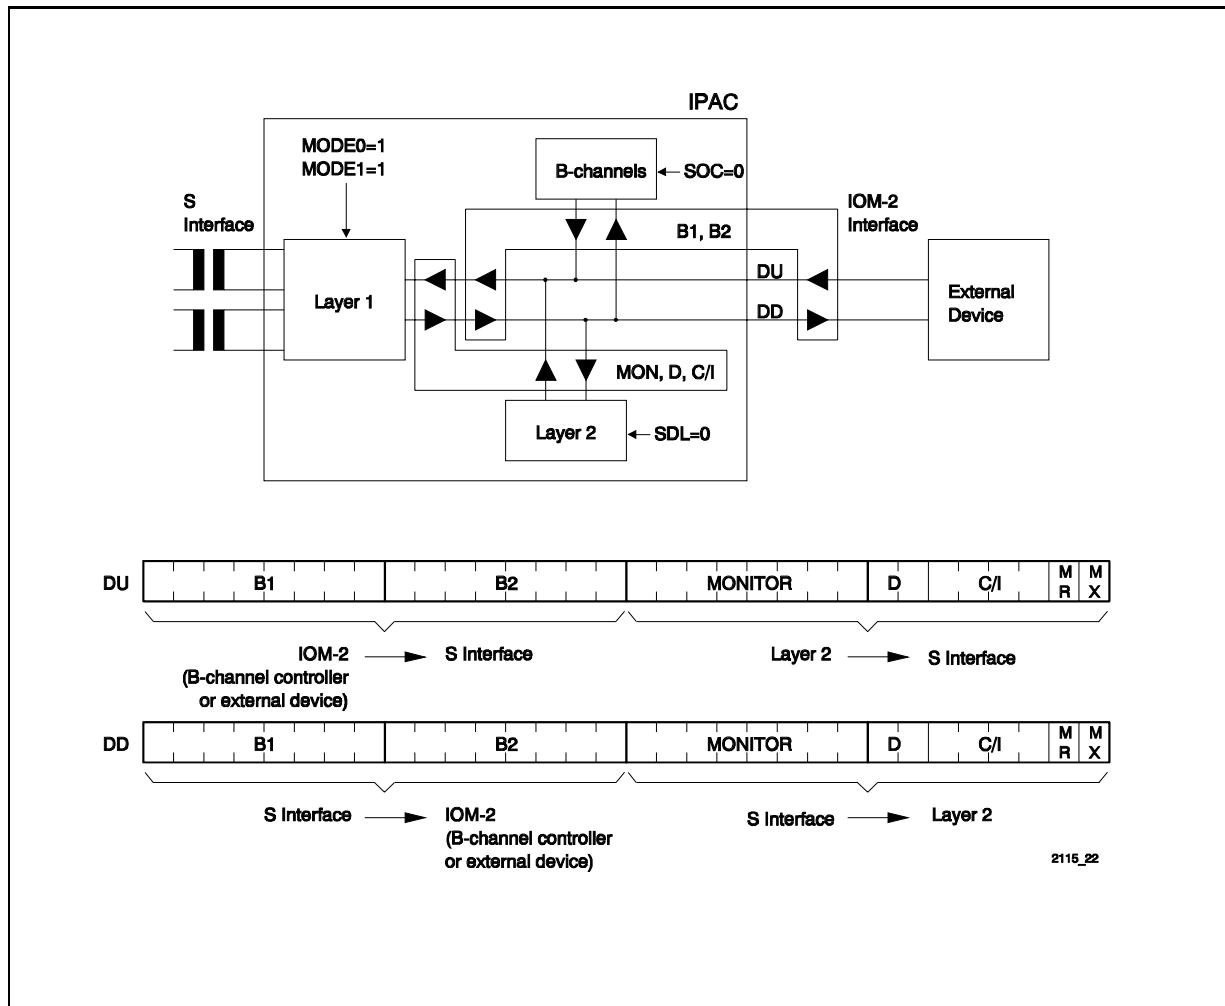 IPAC
MODE0=1
MODE1=1
B-channels
SOC=0
S
Interface
IOM-2
Interface
B1, B2
DU
Layer 1
External
Device
DD
MON, D, C/I
Layer 2
SDL=0
DU
B1
B2
MONITOR
D
C/I
M
R
M
X
IOM-2
S Interface
(B-channel controller
or external device)
Layer 2
S Interface
DD
B1
B2
MONITOR
D
C/I
M
R
M
X
S Interface
IOM-2
(B-channel controller
or external device)
S Interface
Layer 2
2115_22